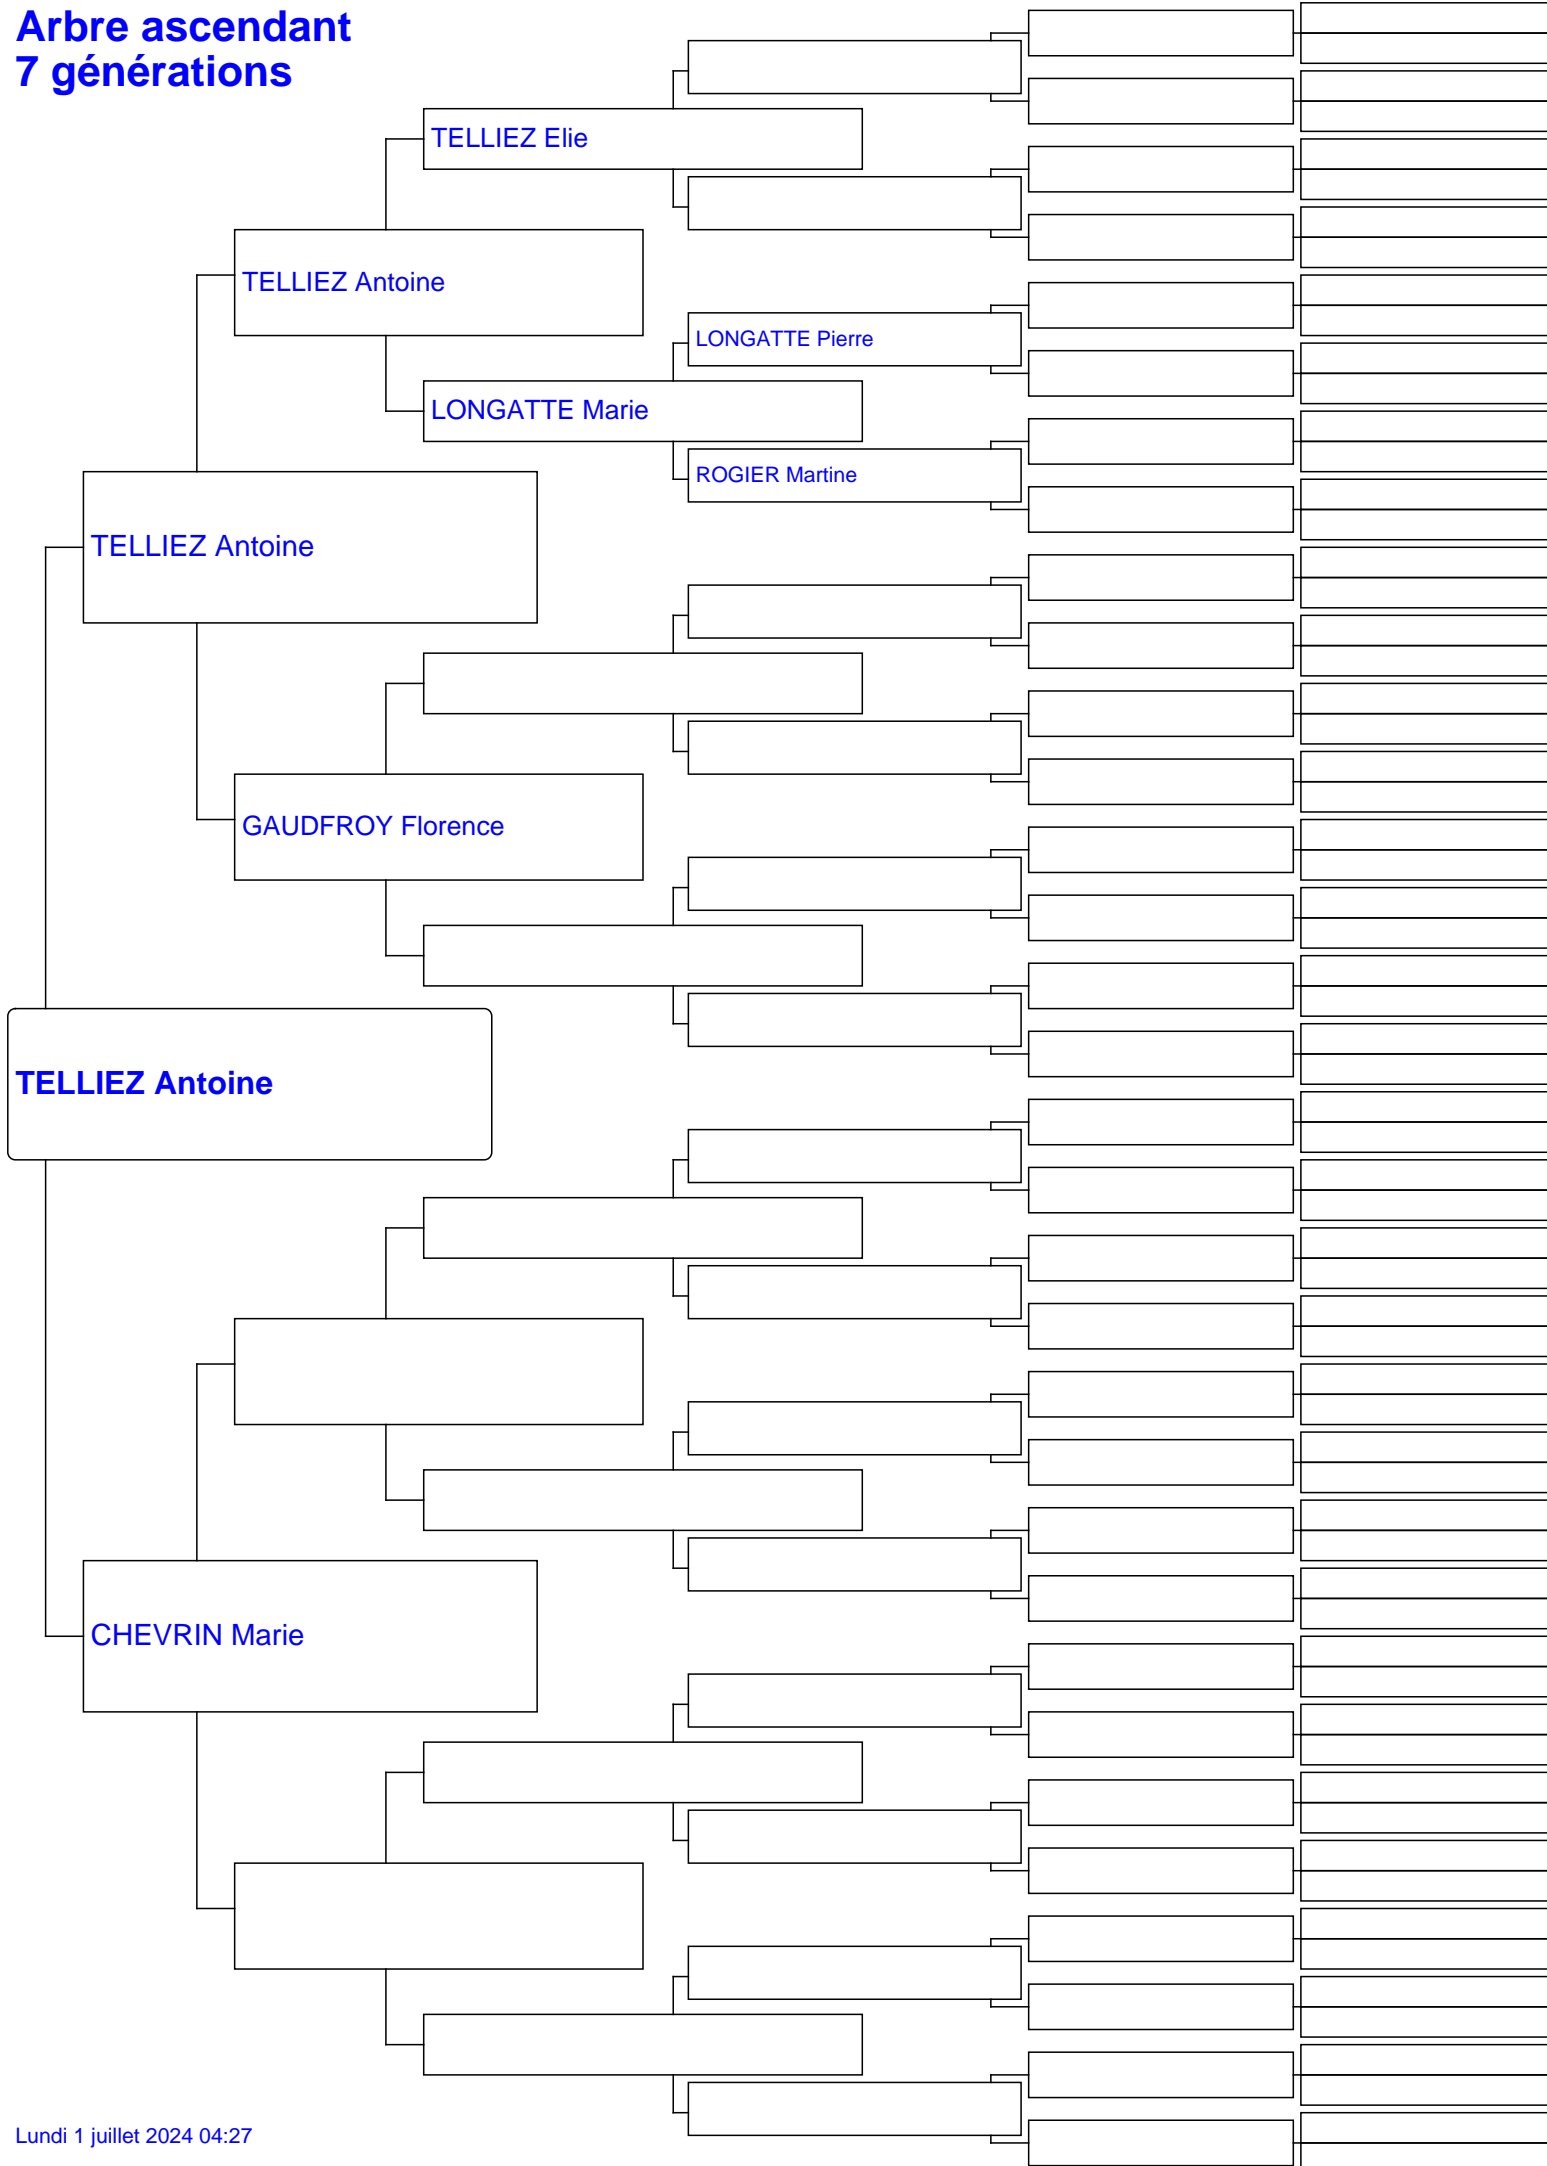 Arbre ascendant
7 générations
TELLIEZ Elie
TELLIEZ Antoine
LONGATTE Pierre
LONGATTE Marie
ROGIER Martine
TELLIEZ Antoine
GAUDFROY Florence
TELLIEZ Antoine
CHEVRIN Marie
Lundi 1 juillet 2024 04:27